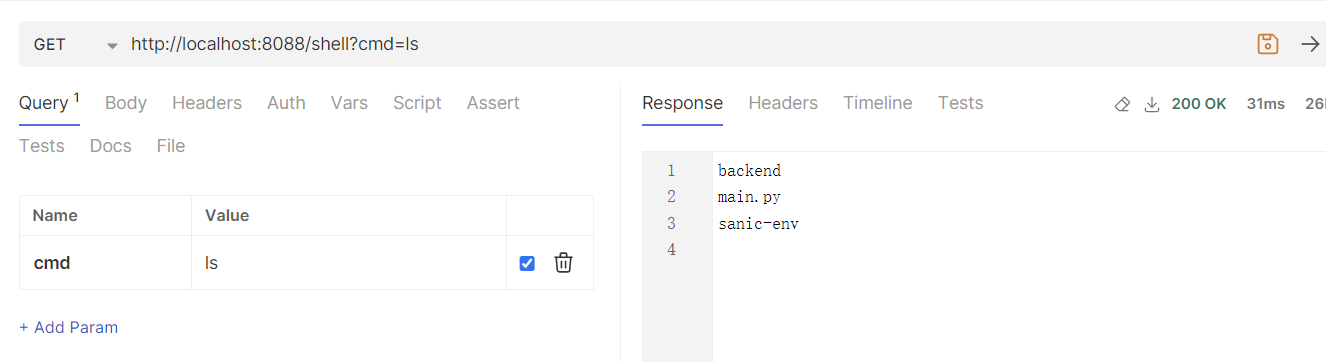 GET http://localhost:8088/shell?cmd=ls
Query 1 Body Headers Auth Vars Script Assert
Tests Docs File
Name Value
cmd ls
+ Add Param
Response Headers Timeline Tests 200 OK 31ms
1 backend
2 main.py
3 sanic-env
4